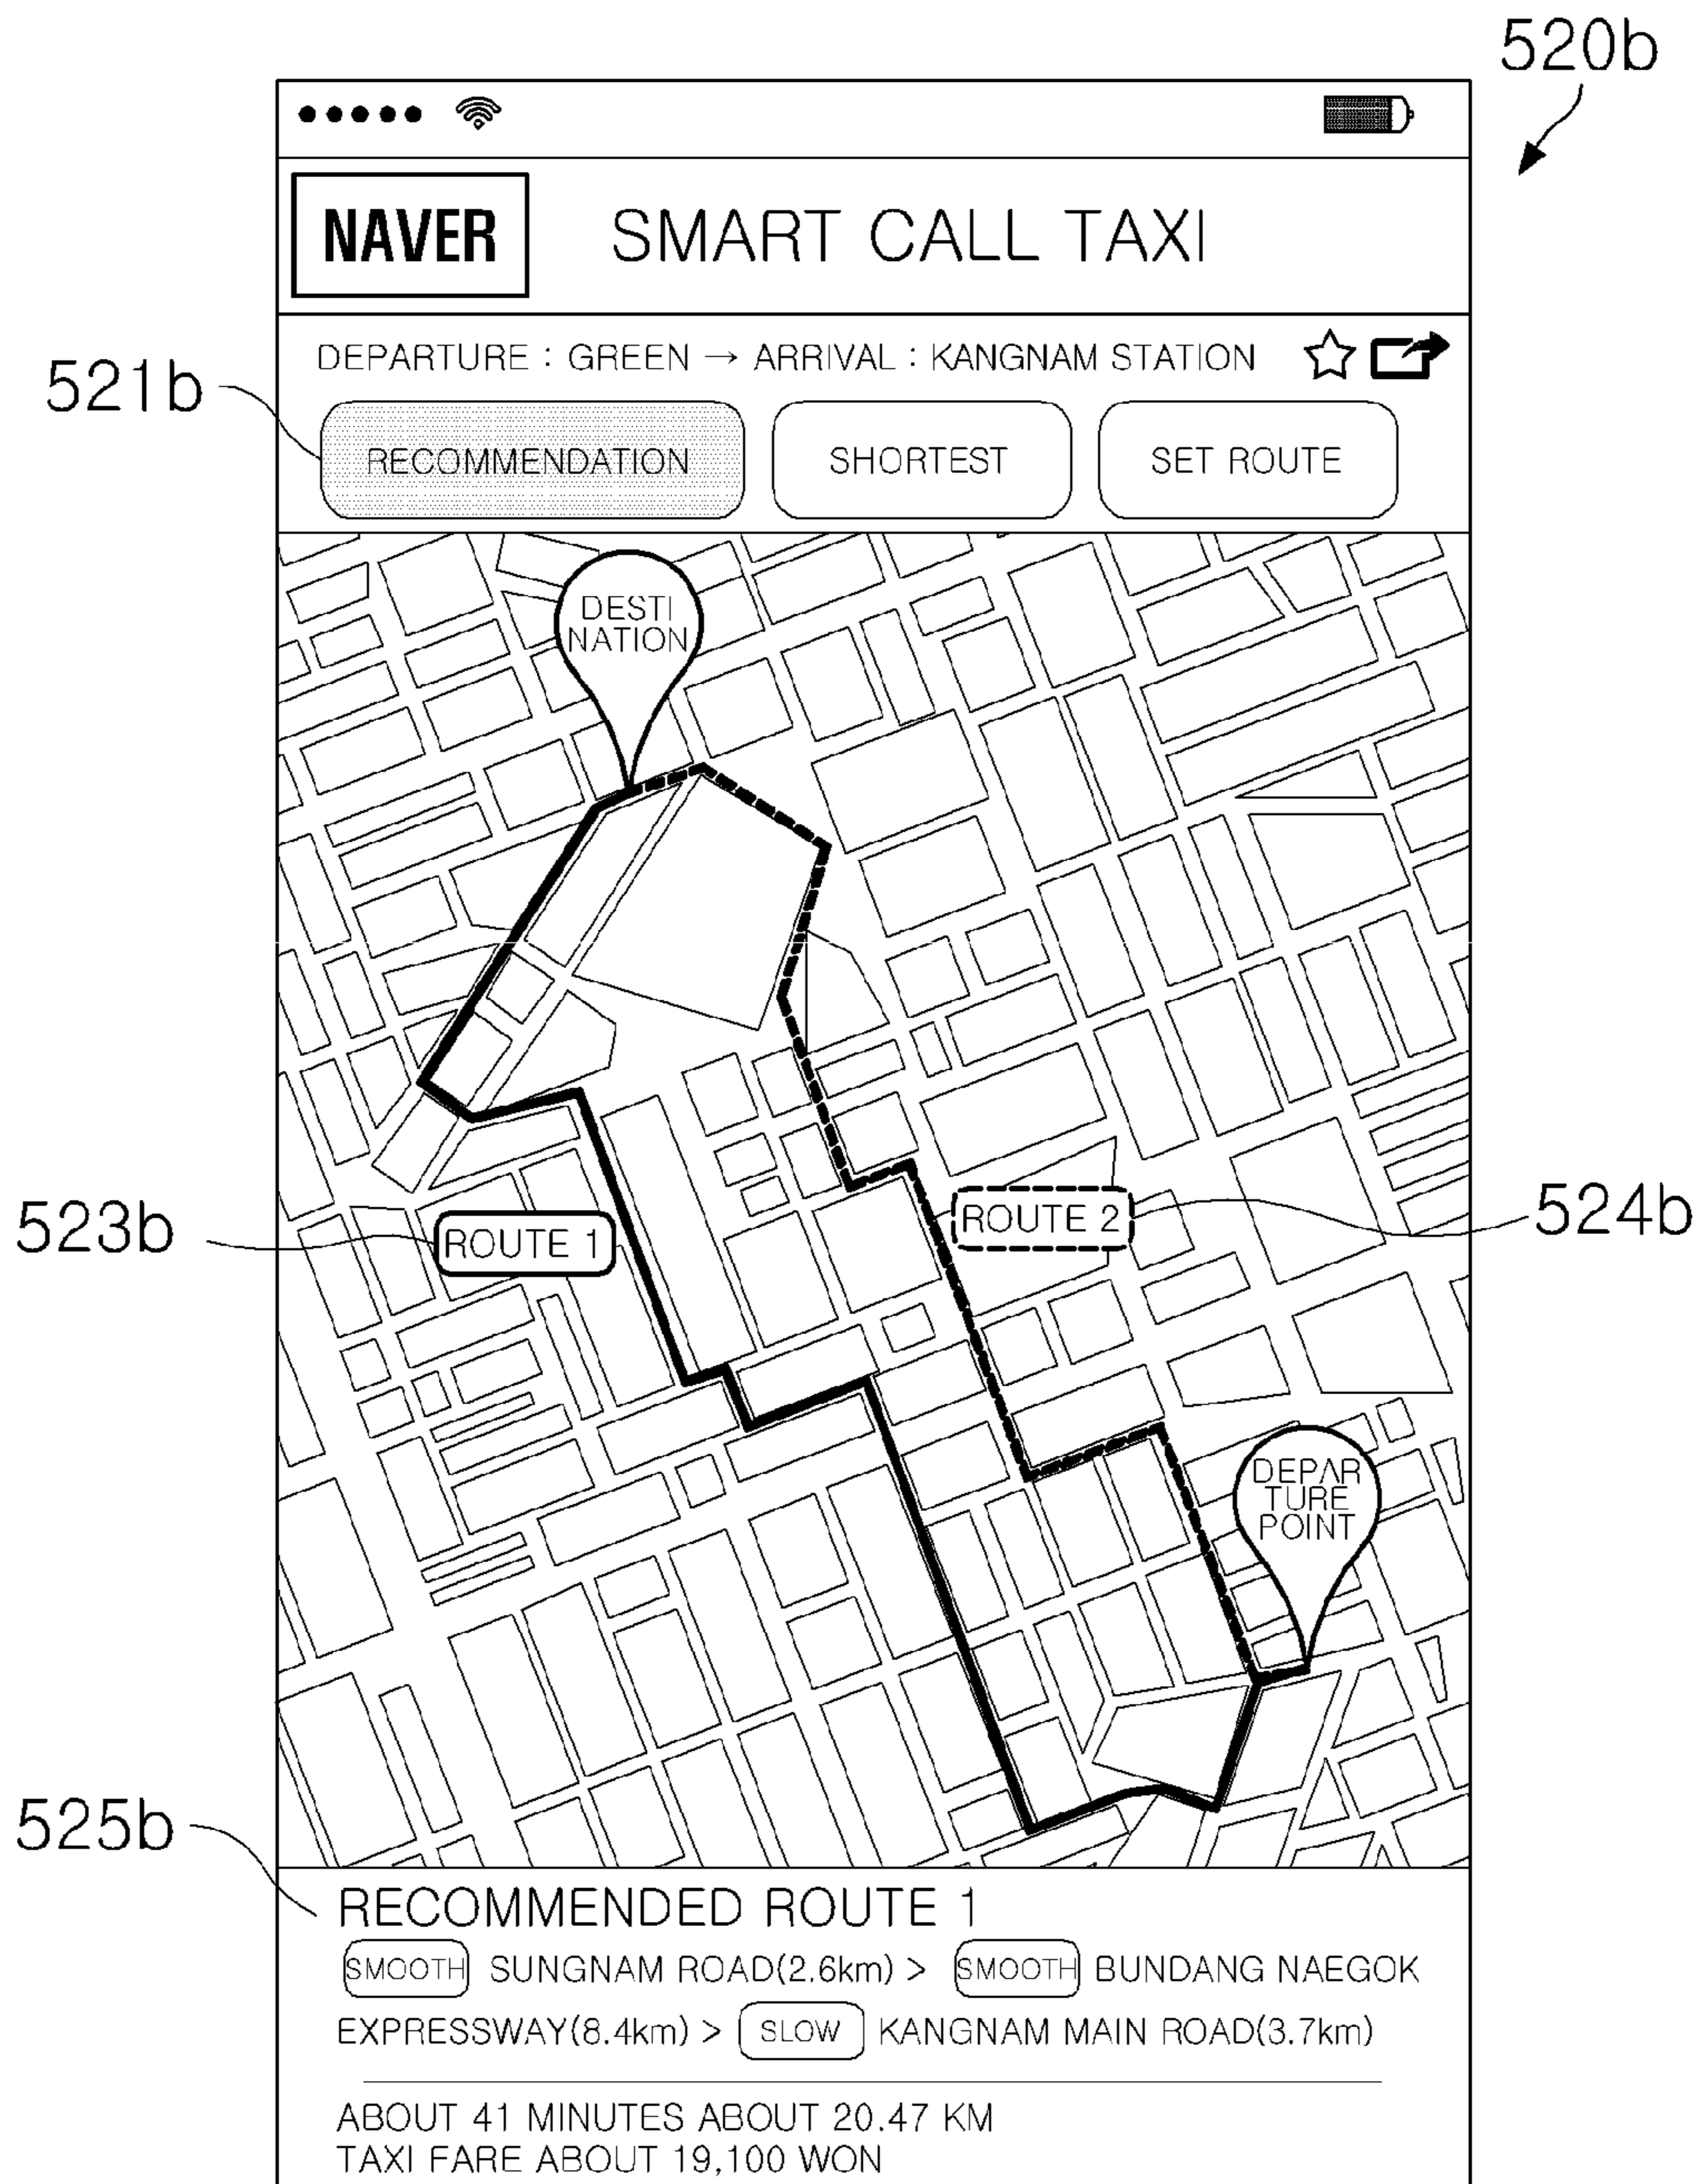 520b
NAVER SMART CALL TAXI
DEPARTURE : GREEN → ARRIVAL : KANGNAM STATION
521b
RECOMMENDATION SHORTEST SET ROUTE
DESTI
NATION
523b
ROUTE 1
ROUTE 2
524b
DEPAR
TURE
POINT
525b
RECOMMENDED ROUTE 1
SMOOTH SUNGNAM ROAD(2.6km) > SMOOTH BUNDANG NAEGOK
EXPRESSWAY(8.4km) > SLOW KANGNAM MAIN ROAD(3.7km)
ABOUT 41 MINUTES ABOUT 20.47 KM
TAXI FARE ABOUT 19,100 WON